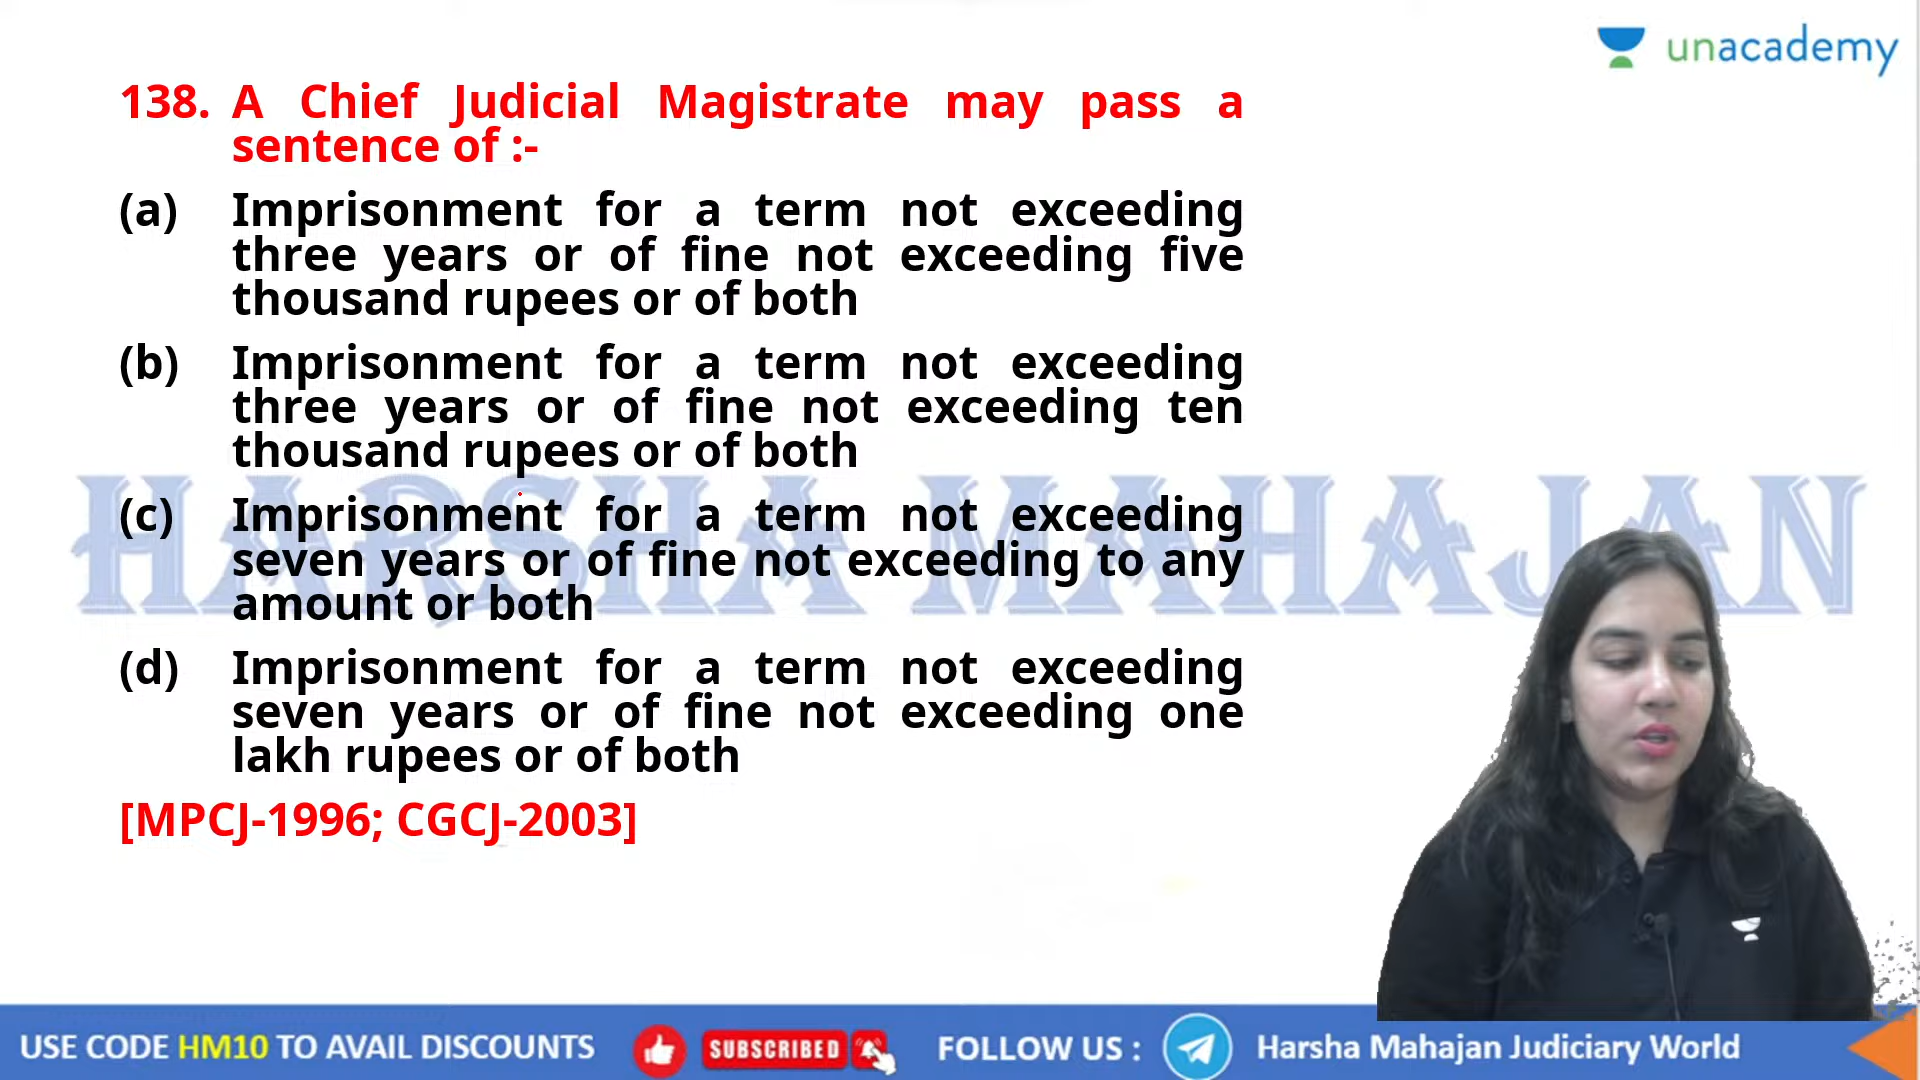 unacademy
138. A Chief Judicial Magistrate may pass a
sentence of :-
(a) Imprisonment for a term not exceeding
three years or of fine not exceeding five
thousand rupees or of both
(b) Imprisonment for a term not exceeding
three years or of fine not exceeding ten
thousand rupees or of both
HARSHA MAHAJAN
(c) Imprisonment for a term not exceeding
seven years or of fine not exceeding to any
amount or both
(d) Imprisonment for a term not exceeding
seven years or of fine not exceeding one
lakh rupees or of both
[MPCJ-1996; CGCJ-2003]
USE CODE HM10 TO AVAIL DISCOUNTS SUBSCRIBED FOLLOW US : Harsha Mahajan Judiciary World